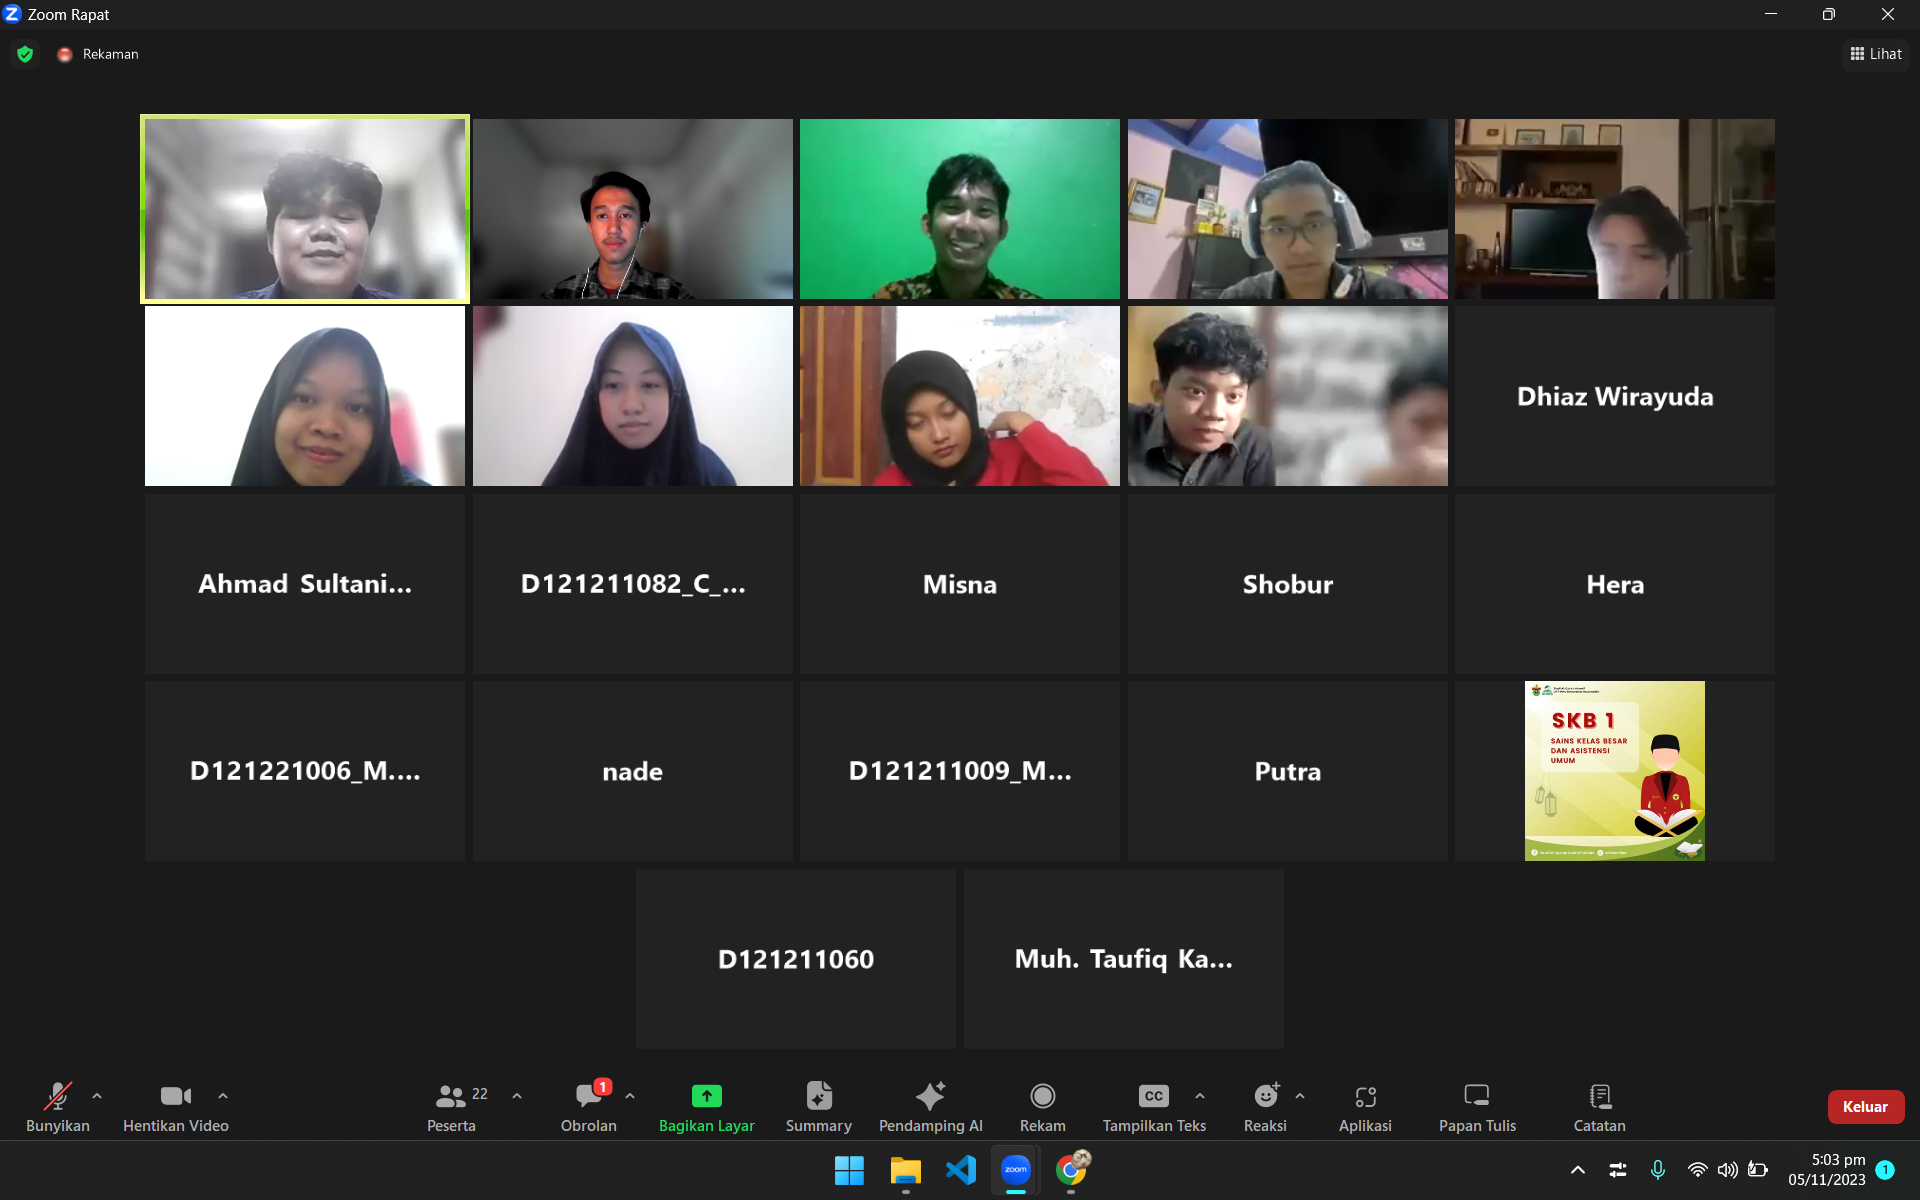 Zoom Rapat
Rekaman
Lihat
Dhiaz Wirayuda
Ahmad Sultani...
D121211082_C_...
Misna
Shobur
Hera
D121221006_M....
nade
D121211009_M...
Putra
SKB 1
SAINS KELAS BESAR
DAN ASISTENSI
UMUM
D121211060
Muh. Taufiq Ka...
Bunyikan
Hentikan Video
22
Peserta
1
Obrolan
Bagikan Layar
Summary
Pendamping AI
Rekam
CC
Tampilkan Teks
Reaksi
Aplikasi
Papan Tulis
Catatan
Keluar
zoom
5:03 pm
05/11/2023
1